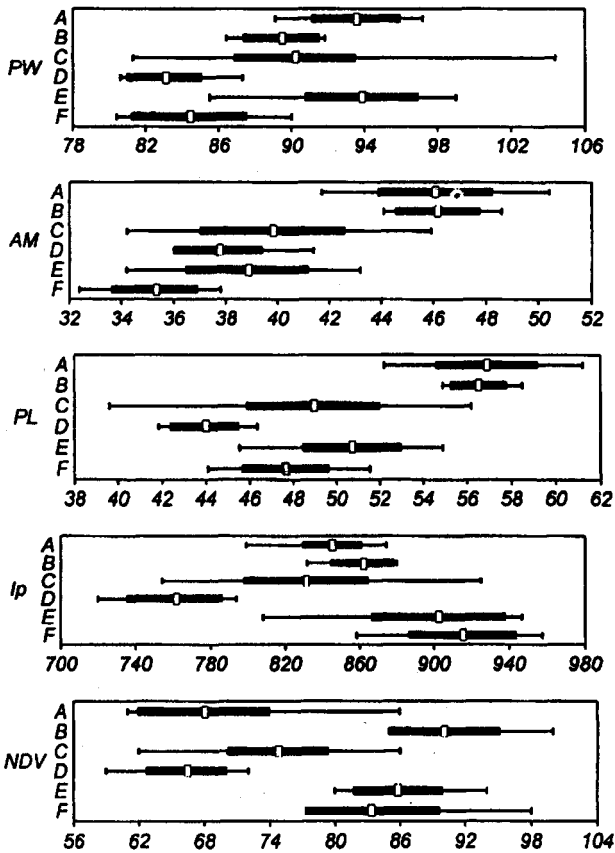 A
B
C
PW
D
E
F
78 82 86 90 94 98 102 106
A
B
C
AM
D
E
F
32 34 36 38 40 42 44 46 48 50 52
A
B
C
PL
D
E
F
38 40 42 44 46 48 50 52 54 56 58 60 62
A
B
C
Ip
D
E
F
700 740 780 820 860 900 940 980
A
B
C
NDV
D
E
F
56 62 68 74 80 86 92 98 104